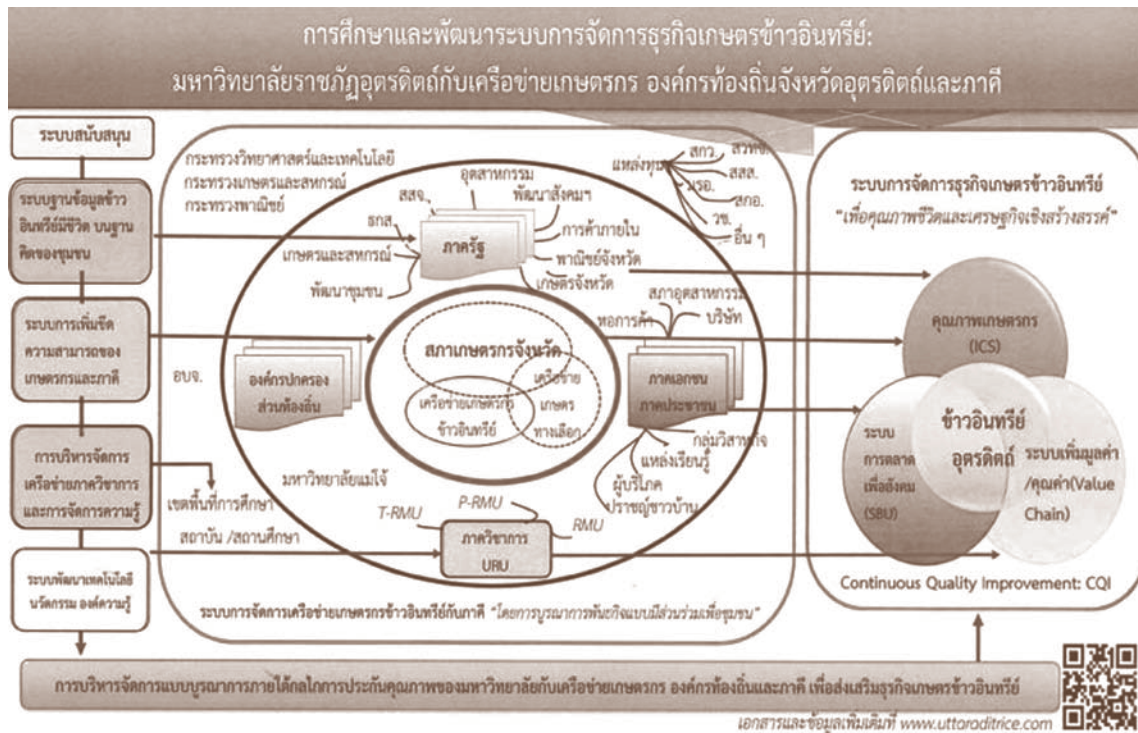 การศึกษาและพัฒนาระบบการจัดการธุรกิจเกษตรข้าวอินทรีย์:
มหาวิทยาลัยราชภัฏอุตรดิตถ์กับเครือข่ายเกษตรกร องค์กรท้องถิ่นจังหวัดอุตรดิตถ์และภาคี
ระบบสนับสนุน
ระบบฐานข้อมูลข้าว
อินทรีย์มีชีวิต บนฐาน
คิดของชุมชน
ระบบการเพิ่มขีด
ความสามารถของ
เกษตรกรและภาคี
การบริหารจัดการ
เครือข่ายภาควิชาการ
และการจัดการความรู้
ระบบพัฒนาเทคโนโลยี
นวัตกรรม องค์ความรู้
กระทรวงวิทยาศาสตร์และเทคโนโลยี
กระทรวงเกษตรและสหกรณ์
กระทรวงพาณิชย์
อุตสาหกรรม
สสจ.
พัฒนาสังคมฯ
ธกส.
การค้าภายใน
ภาครัฐ
เกษตรและสหกรณ์
พาณิชย์จังหวัด
พัฒนาชุมชน
เกษตรจังหวัด
แหล่งทุน
สกว.
สวทช.
สสส.
มรอ.
สกอ.
วช.
อื่น ๆ
สภาอุตสาหกรรม
หอการค้า
บริษัท
สภาเกษตรกรจังหวัด
เครือข่าย
เกษตร
ทางเลือก
เครือข่ายเกษตรกร
ข้าวอินทรีย์
อบจ.
องค์กรปกครอง
ส่วนท้องถิ่น
ภาคเอกชน
ภาคประชาชน
กลุ่มวิสาหกิจ
แหล่งเรียนรู้
ผู้บริโภค
ปราชญ์ชาวบ้าน
มหาวิทยาลัยแม่โจ้
เขตพื้นที่การศึกษา
สถาบัน /สถานศึกษา
T-RMU
P-RMU
RMU
ภาควิชาการ
URU
ระบบการจัดการเครือข่ายเกษตรกรข้าวอินทรีย์กับภาคี "โดยการบูรณาการพันธกิจแบบมีส่วนร่วมเพื่อชุมชน"
ระบบการจัดการธุรกิจเกษตรข้าวอินทรีย์
"เพื่อคุณภาพชีวิตและเศรษฐกิจเชิงสร้างสรรค์"
คุณภาพเกษตรกร
(ICS)
ข้าวอินทรีย์
อุตรดิตถ์
ระบบ
การตลาด
เพื่อสังคม
(SBU)
ระบบเพิ่มมูลค่า
/คุณค่า(Value
Chain)
Continuous Quality Improvement: CQI
การบริหารจัดการแบบบูรณาการภายใต้กลไกการประกันคุณภาพของมหาวิทยาลัยกับเครือข่ายเกษตรกร องค์กรท้องถิ่นและภาคี เพื่อส่งเสริมธุรกิจเกษตรข้าวอินทรีย์
เอกสารและข้อมูลเพิ่มเติมที่ www.uttaraditrice.com